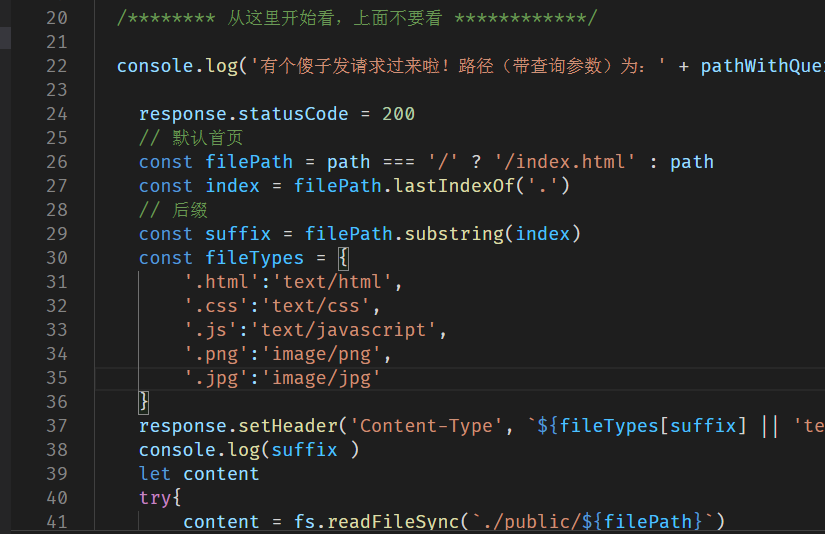 20 /******** 从这里开始看，上面不要看 ************/
21
22 console.log('有个傻子发请求过来啦！路径（带查询参数）为：' + pathWithQue
23
24 response.statusCode = 200
25 // 默认首页
26 const filePath = path === '/' ? '/index.html' : path
27 const index = filePath.lastIndexOf('.')
28 // 后缀
29 const suffix = filePath.substring(index)
30 const fileTypes = {
31 '.html':'text/html',
32 '.css':'text/css',
33 '.js':'text/javascript',
34 '.png':'image/png',
35 '.jpg':'image/jpg'
36 }
37 response.setHeader('Content-Type', `${fileTypes[suffix] || 'te
38 console.log(suffix )
39 let content
40 try{
41 content = fs.readFileSync(`./public/${filePath}`)